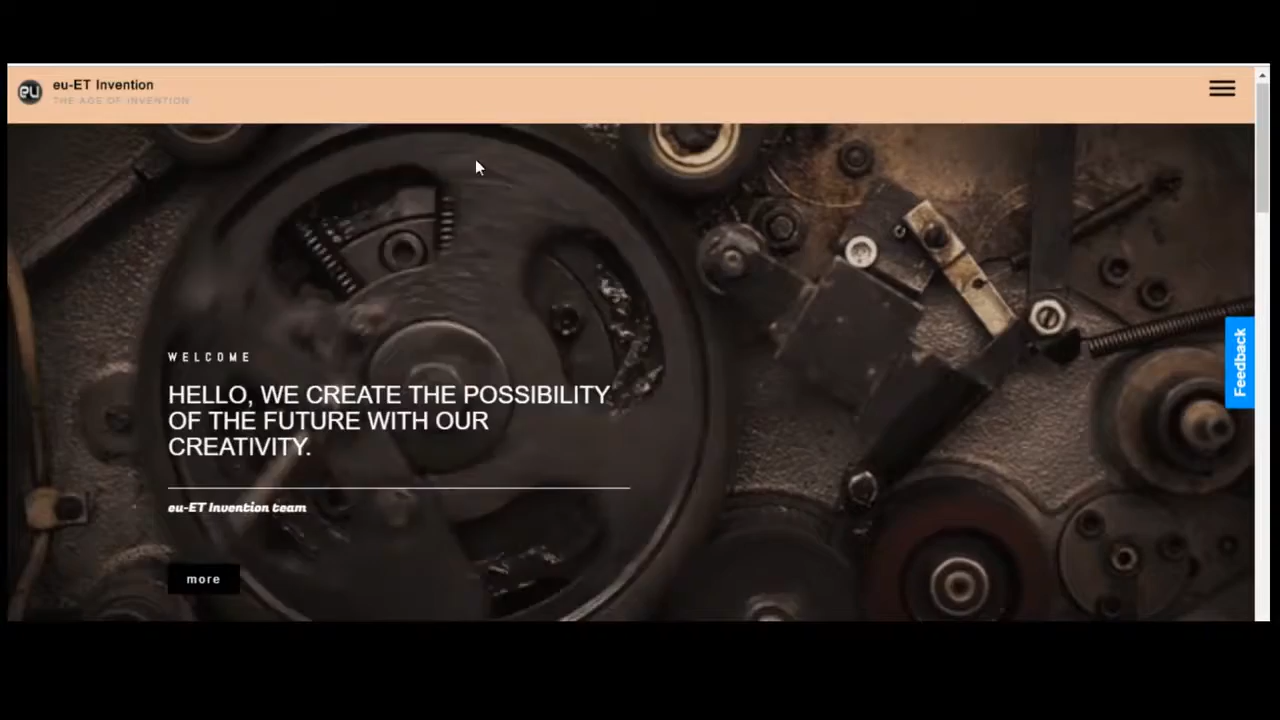 eu
eu-ET Invention
THE AGE OF INVENTION
WELCOME
HELLO, WE CREATE THE POSSIBILITY
OF THE FUTURE WITH OUR
CREATIVITY.
eu-ET Invention team
more
Feedback